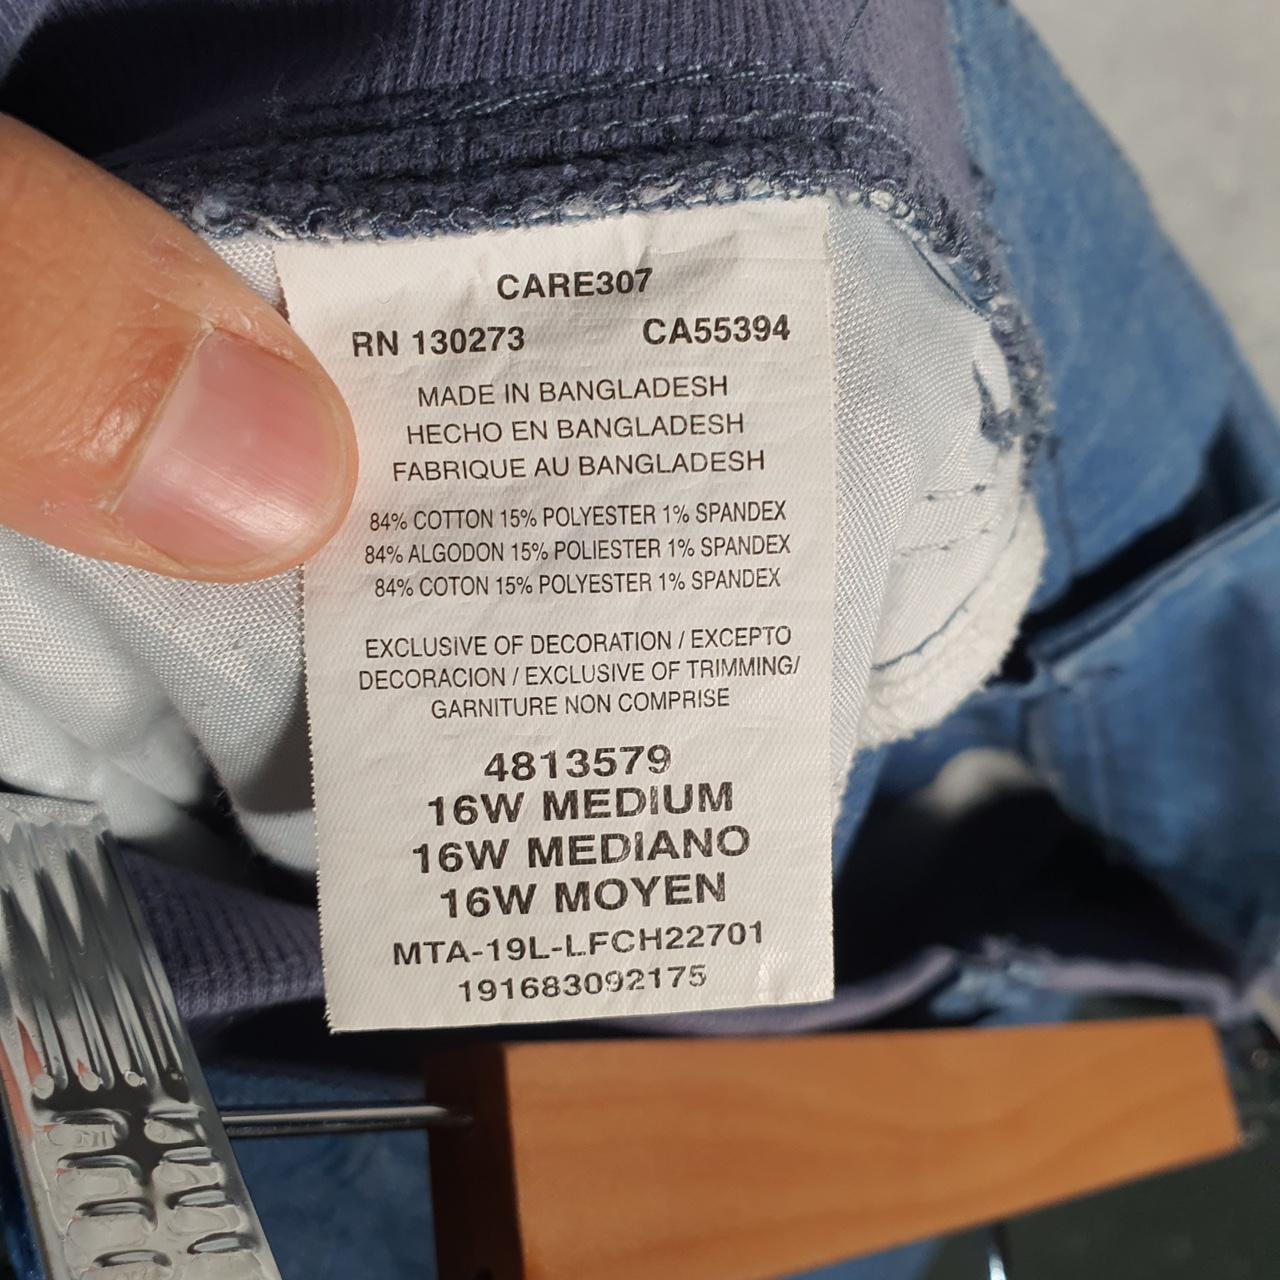 CARE307
RN 130273 CA55394
MADE IN BANGLADESH
HECHO EN BANGLADESH
FABRIQUE AU BANGLADESH
84% COTTON 15% POLYESTER 1% SPANDEX
84% ALGODON 15% POLIESTER 1% SPANDEX
84% COTON 15% POLYESTER 1% SPANDEX
EXCLUSIVE OF DECORATION / EXCEPTO
DECORACION / EXCLUSIVE OF TRIMMING/
GARNITURE NON COMPRISE
4813579
16W MEDIUM
16W MEDIANO
16W MOYEN
MTA-19L-LFCH22701
191683092175